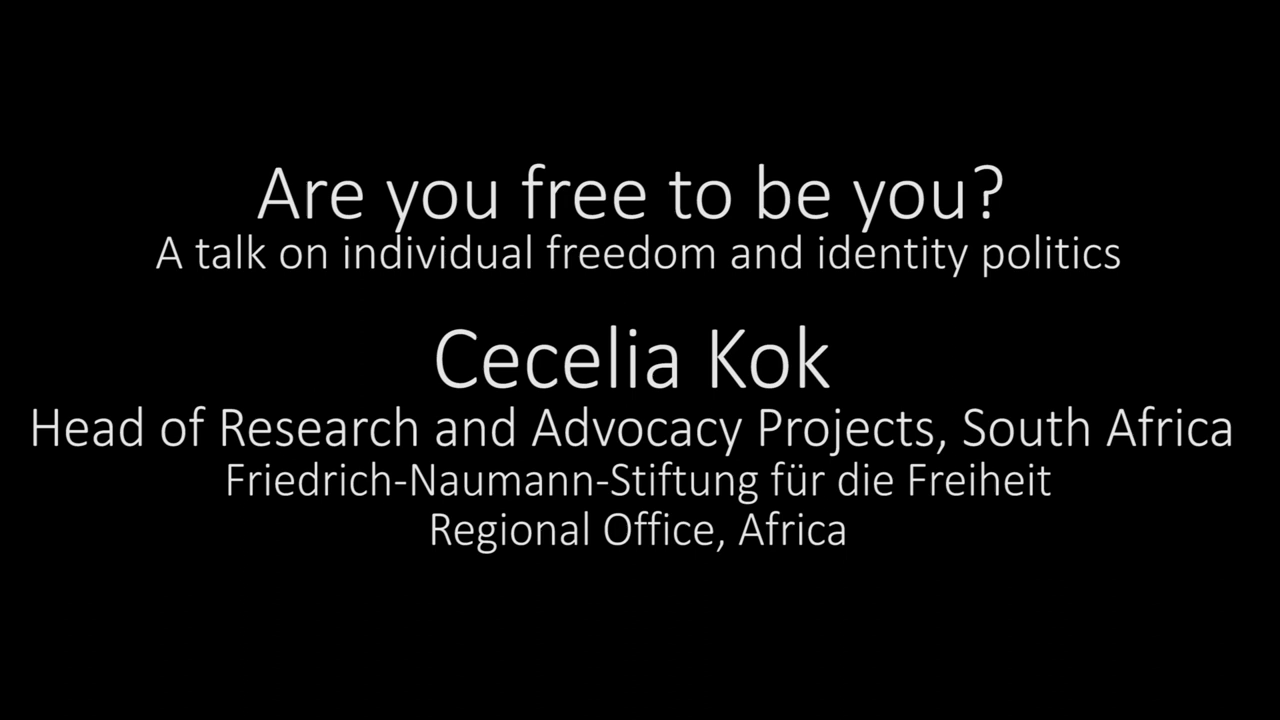 Are you free to be you?
A talk on individual freedom and identity politics
Cecelia Kok
Head of Research and Advocacy Projects, South Africa
Friedrich-Naumann-Stiftung für die Freiheit
Regional Office, Africa